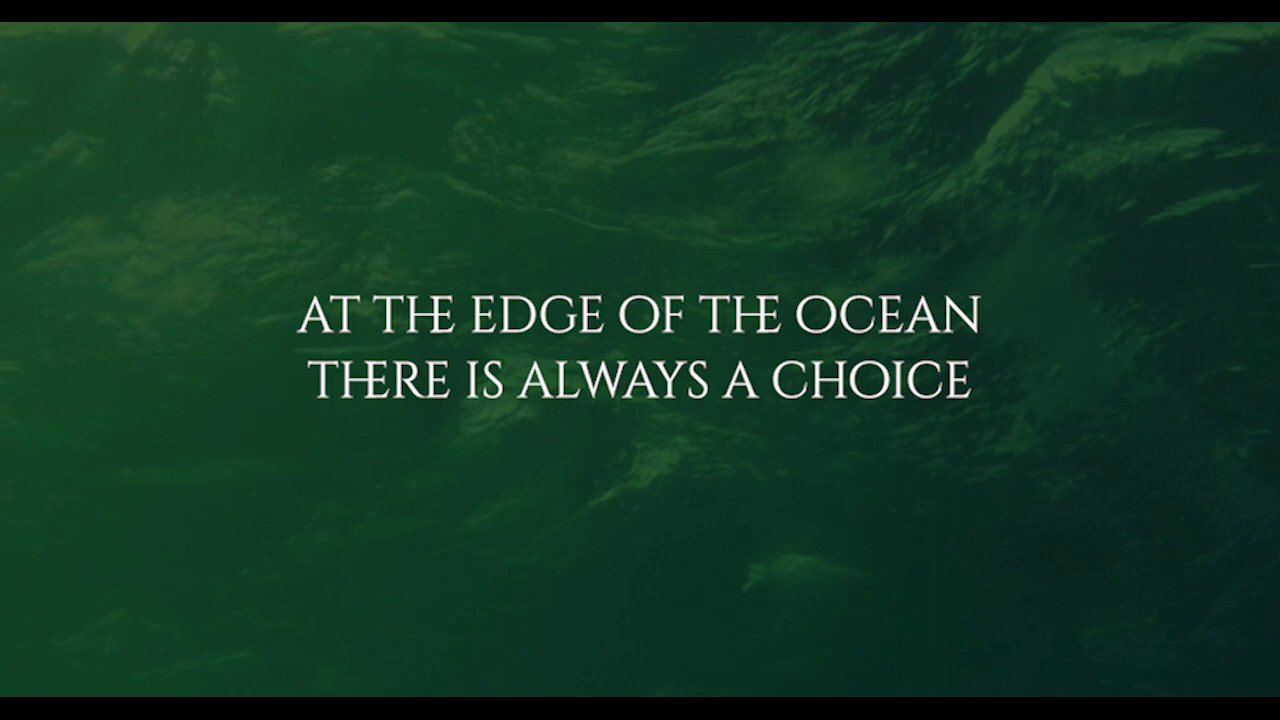 AT THE EDGE OF THE OCEAN
THERE IS ALWAYS A CHOICE